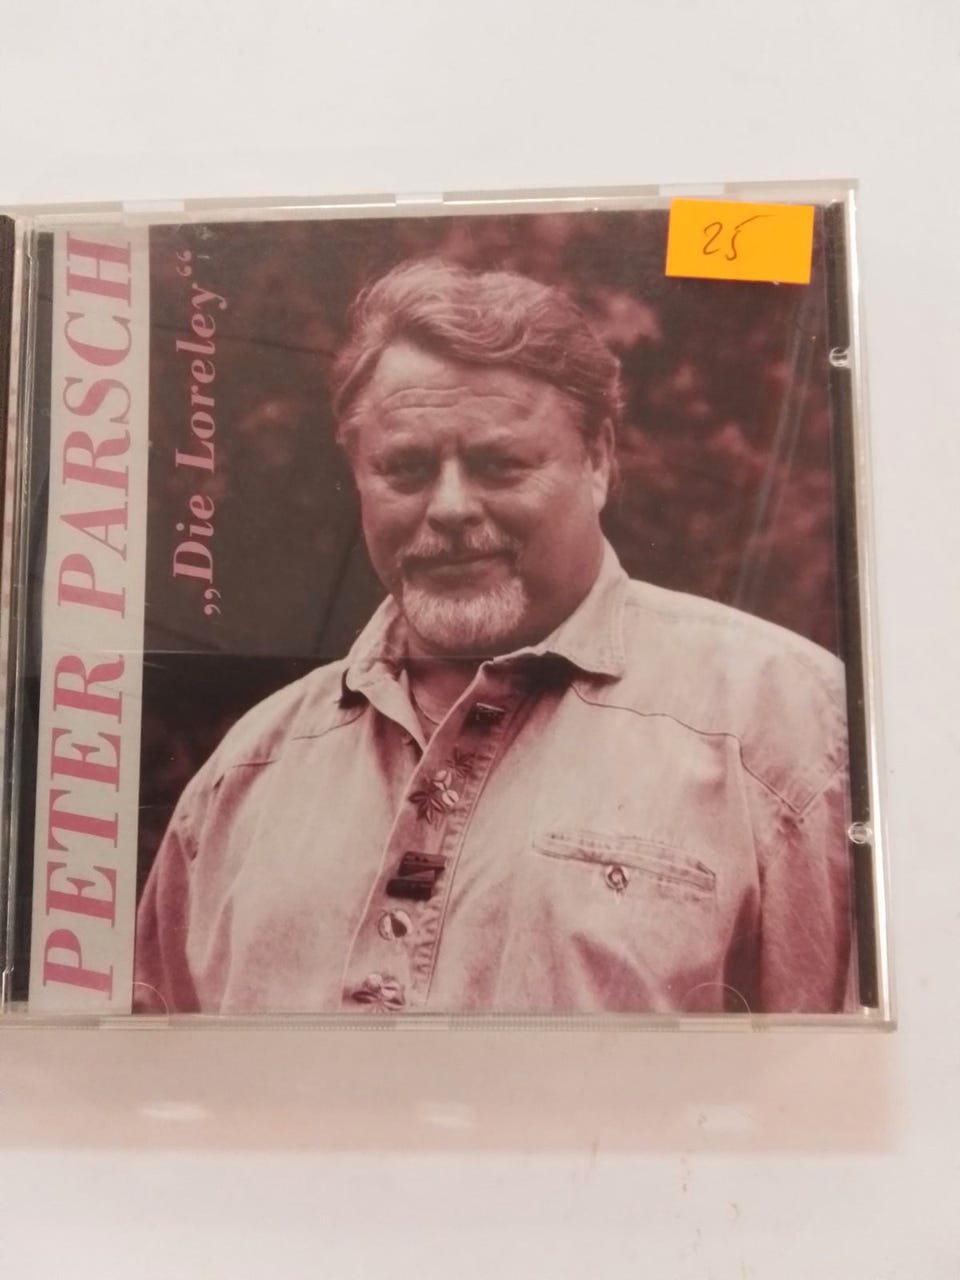 PETER PARSCH
„Die Loreley“
25